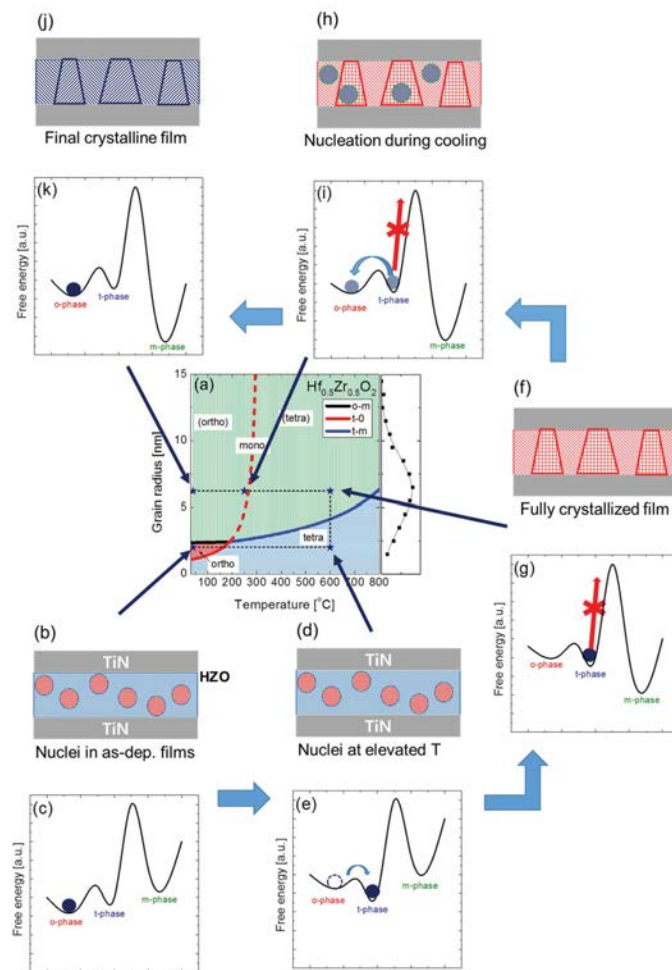 (j)
Final crystalline film
(h)
Nucleation during cooling
(k)
Free energy [a.u.]
o-phase
t-phase
m-phase
(i)
Free energy [a.u.]
o-phase
t-phase
m-phase
(a)
Hf0.5Zr0.5O2
o-m
t-0
t-m
(ortho)
(tetra)
mono
tetra
ortho
Grain radius [nm]
15
10
5
0
100 200 300 400 500 600 700 800
Temperature [°C]
(f)
Fully crystallized film
(g)
Free energy [a.u.]
o-phase
t-phase
m-phase
(b)
TiN
HZO
TiN
Nuclei in as-dep. films
(d)
TiN
TiN
Nuclei at elevated T
(c)
Free energy [a.u.]
o-phase
t-phase
m-phase
(e)
Free energy [a.u.]
o-phase
t-phase
m-phase